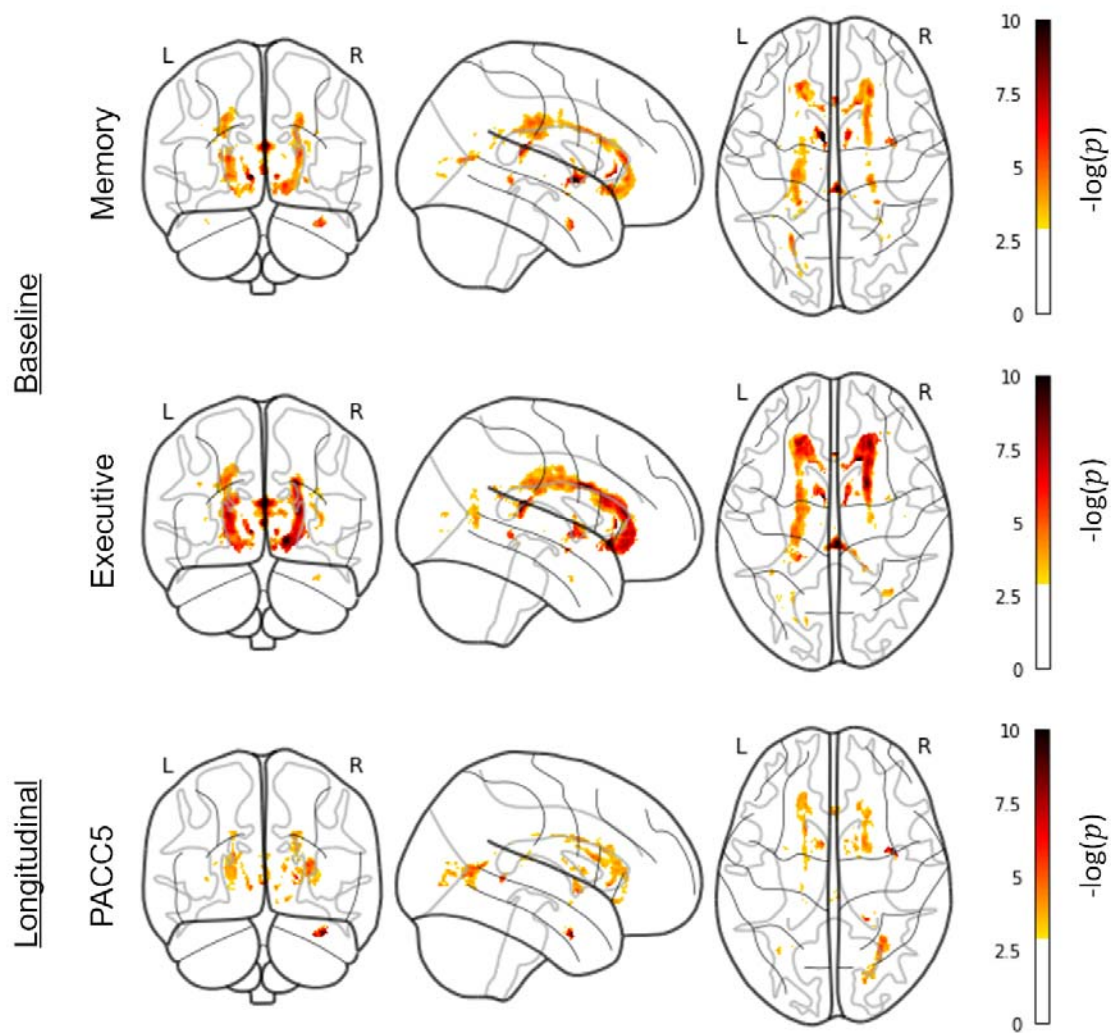 Baseline
Memory
L R
L R
10
7.5
5
2.5
0
-log(p)
Executive
L R
L R
10
7.5
5
2.5
0
-log(p)
Longitudinal
PACC5
L R
L R
10
7.5
5
2.5
0
-log(p)